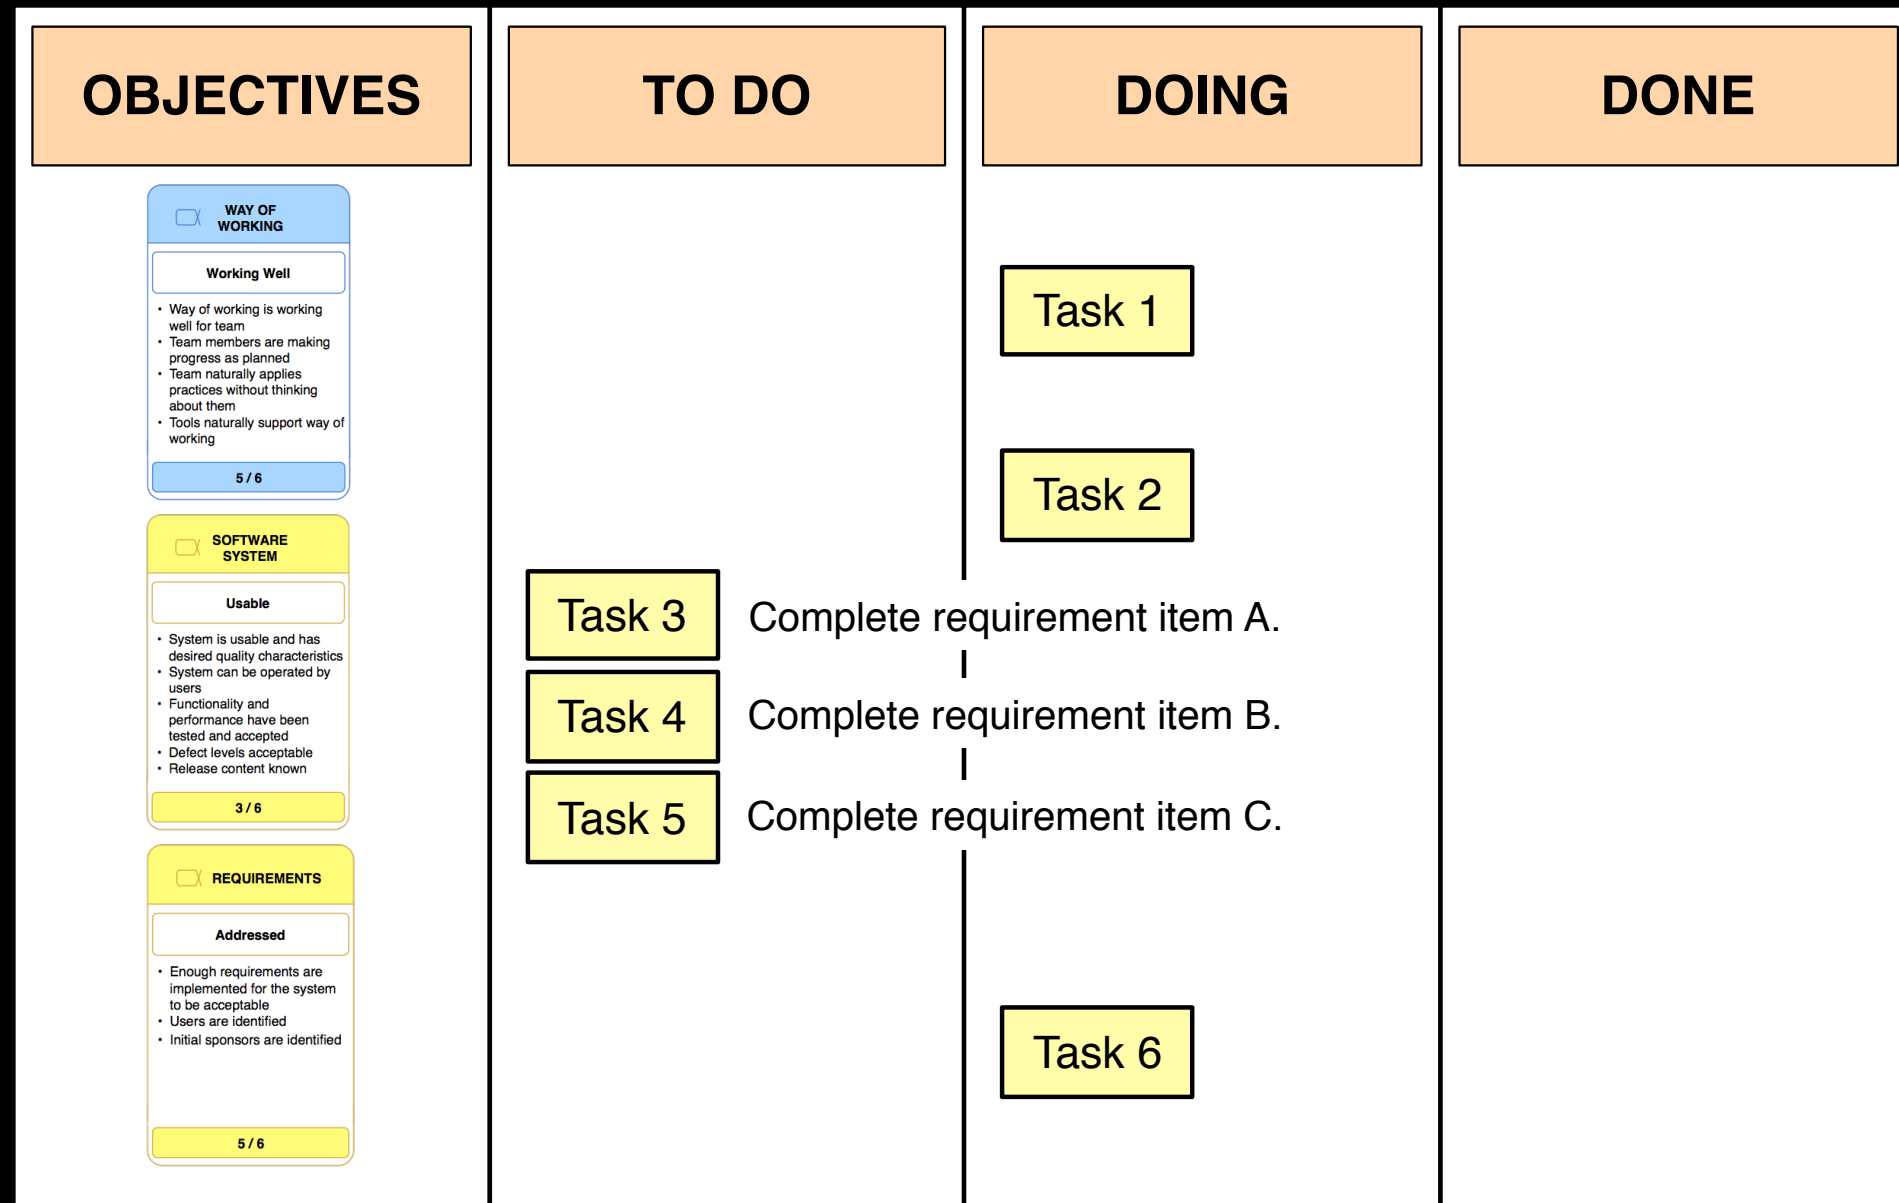 OBJECTIVES
TO DO
DOING
DONE
WAY OF
WORKING
Working Well
• Way of working is working
well for team
• Team members are making
progress as planned
• Team naturally applies
practices without thinking
about them
• Tools naturally support way of
working
5 / 6
SOFTWARE
SYSTEM
Usable
• System is usable and has
desired quality characteristics
• System can be operated by
users
• Functionality and
performance have been
tested and accepted
• Defect levels acceptable
• Release content known
3 / 6
REQUIREMENTS
Addressed
• Enough requirements are
implemented for the system
to be acceptable
• Users are identified
• Initial sponsors are identified
5 / 6
Task 3 Complete requirement item A.
Task 4 Complete requirement item B.
Task 5 Complete requirement item C.
Task 1
Task 2
Task 6